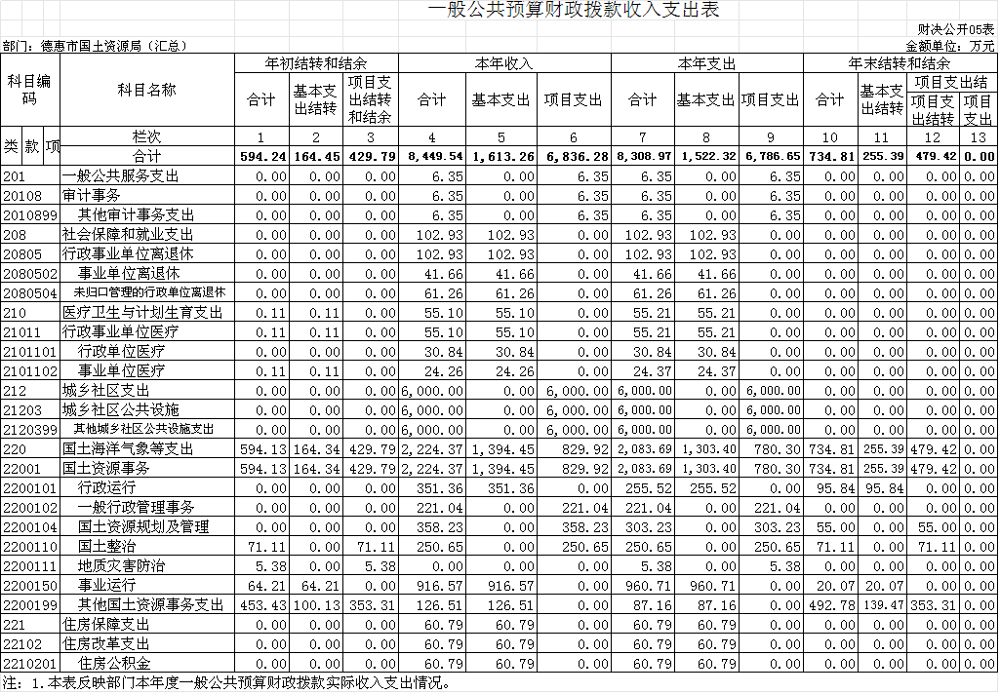 一般公共预算财政拨款收入支出表
财决公开05表
部门：德惠市国土资源局（汇总） 金额单位：万元
科目编码 科目名称 年初结转和结余 本年收入 本年支出 年末结转和结余
合计 基本支出结转 项目支出结转和结余 合计 基本支出 项目支出 合计 基本支出 项目支出 合计 基本支出结转 项目支出结
项目支出结转 项目支出
类 款 项 栏次 1 2 3 4 5 6 7 8 9 10 11 12 13
合计 594.24 164.45 429.79 8,449.54 1,613.26 6,836.28 8,308.97 1,522.32 6,786.65 734.81 255.39 479.42 0.00
201 一般公共服务支出 0.00 0.00 0.00 6.35 0.00 6.35 6.35 0.00 6.35 0.00 0.00 0.00 0.00
20108 审计事务 0.00 0.00 0.00 6.35 0.00 6.35 6.35 0.00 6.35 0.00 0.00 0.00 0.00
2010899 其他审计事务支出 0.00 0.00 0.00 6.35 0.00 6.35 6.35 0.00 6.35 0.00 0.00 0.00 0.00
208 社会保障和就业支出 0.00 0.00 0.00 102.93 102.93 0.00 102.93 102.93 0.00 0.00 0.00 0.00 0.00
20805 行政事业单位离退休 0.00 0.00 0.00 102.93 102.93 0.00 102.93 102.93 0.00 0.00 0.00 0.00 0.00
2080502 事业单位离退休 0.00 0.00 0.00 41.66 41.66 0.00 41.66 41.66 0.00 0.00 0.00 0.00 0.00
2080504 未归口管理的行政单位离退休 0.00 0.00 0.00 61.26 61.26 0.00 61.26 61.26 0.00 0.00 0.00 0.00 0.00
210 医疗卫生与计划生育支出 0.11 0.11 0.00 55.10 55.10 0.00 55.21 55.21 0.00 0.00 0.00 0.00 0.00
21011 行政事业单位医疗 0.11 0.11 0.00 55.10 55.10 0.00 55.21 55.21 0.00 0.00 0.00 0.00 0.00
2101101 行政单位医疗 0.00 0.00 0.00 30.84 30.84 0.00 30.84 30.84 0.00 0.00 0.00 0.00 0.00
2101102 事业单位医疗 0.11 0.11 0.00 24.26 24.26 0.00 24.37 24.37 0.00 0.00 0.00 0.00 0.00
212 城乡社区支出 0.00 0.00 0.00 6,000.00 0.00 6,000.00 6,000.00 0.00 6,000.00 0.00 0.00 0.00 0.00
21203 城乡社区公共设施 0.00 0.00 0.00 6,000.00 0.00 6,000.00 6,000.00 0.00 6,000.00 0.00 0.00 0.00 0.00
2120399 其他城乡社区公共设施支出 0.00 0.00 0.00 6,000.00 0.00 6,000.00 6,000.00 0.00 6,000.00 0.00 0.00 0.00 0.00
220 国土海洋气象等支出 594.13 164.34 429.79 2,224.37 1,394.45 829.92 2,083.69 1,303.40 780.30 734.81 255.39 479.42 0.00
22001 国土资源事务 594.13 164.34 429.79 2,224.37 1,394.45 829.92 2,083.69 1,303.40 780.30 734.81 255.39 479.42 0.00
2200101 行政运行 0.00 0.00 0.00 351.36 351.36 0.00 255.52 255.52 0.00 95.84 95.84 0.00 0.00
2200102 一般行政管理事务 0.00 0.00 0.00 221.04 0.00 221.04 221.04 0.00 221.04 0.00 0.00 0.00 0.00
2200104 国土资源规划及管理 0.00 0.00 0.00 358.23 0.00 358.23 303.23 0.00 303.23 55.00 0.00 55.00 0.00
2200110 国土整治 71.11 0.00 71.11 250.65 0.00 250.65 250.65 0.00 250.65 71.11 0.00 71.11 0.00
2200111 地质灾害防治 5.38 0.00 5.38 0.00 0.00 0.00 5.38 0.00 5.38 0.00 0.00 0.00 0.00
2200150 事业运行 64.21 64.21 0.00 916.57 916.57 0.00 960.71 960.71 0.00 20.07 20.07 0.00 0.00
2200199 其他国土资源事务支出 453.43 100.13 353.31 126.51 126.51 0.00 87.16 87.16 0.00 492.78 139.47 353.31 0.00
221 住房保障支出 0.00 0.00 0.00 60.79 60.79 0.00 60.79 60.79 0.00 0.00 0.00 0.00 0.00
22102 住房改革支出 0.00 0.00 0.00 60.79 60.79 0.00 60.79 60.79 0.00 0.00 0.00 0.00 0.00
2210201 住房公积金 0.00 0.00 0.00 60.79 60.79 0.00 60.79 60.79 0.00 0.00 0.00 0.00 0.00
注：1.本表反映部门本年度一般公共预算财政拨款实际收入支出情况。